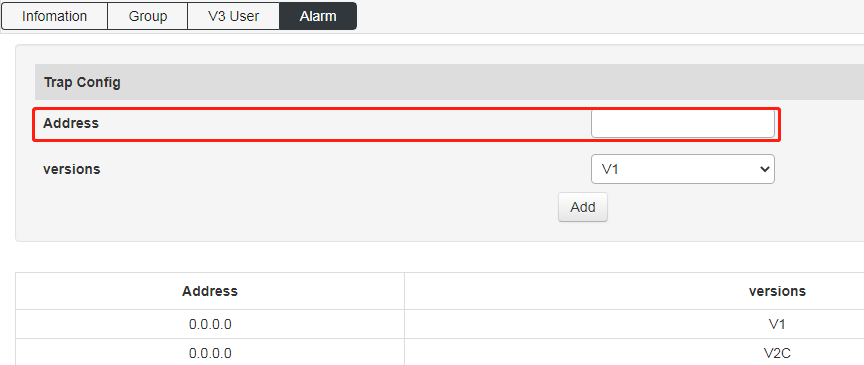 Infomation Group V3 User Alarm
Trap Config
Address
versions V1
Add
Address versions
0.0.0.0 V1
0.0.0.0 V2C